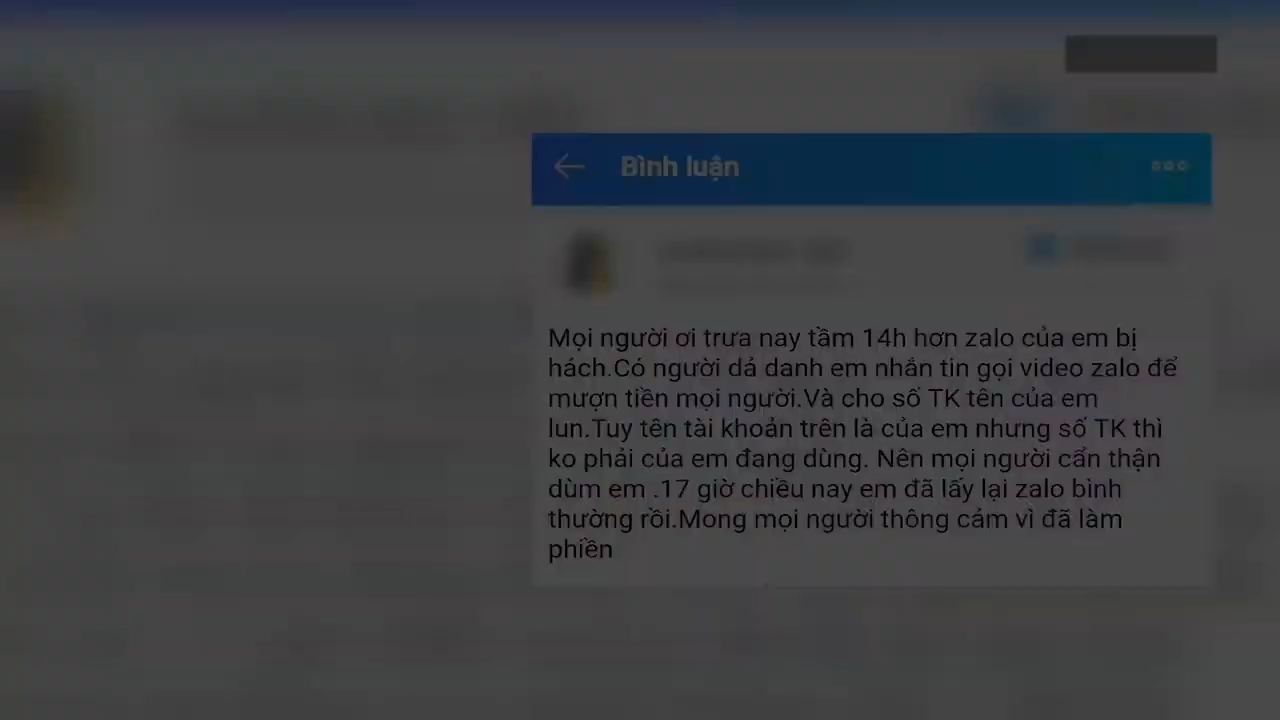 Bình luận
Mọi người ơi trưa nay tầm 14h hơn zalo của em bị
hách.Có người dả danh em nhắn tin gọi video zalo để
mượn tiền mọi người.Và cho số TK tên của em
lun.Tuy tên tài khoản trên là của em nhưng số TK thì
ko phải của em đang dùng. Nên mọi người cẩn thận
dùm em .17 giờ chiều nay em đã lấy lại zalo bình
thường rồi.Mong mọi người thông cảm vì đã làm
phiền